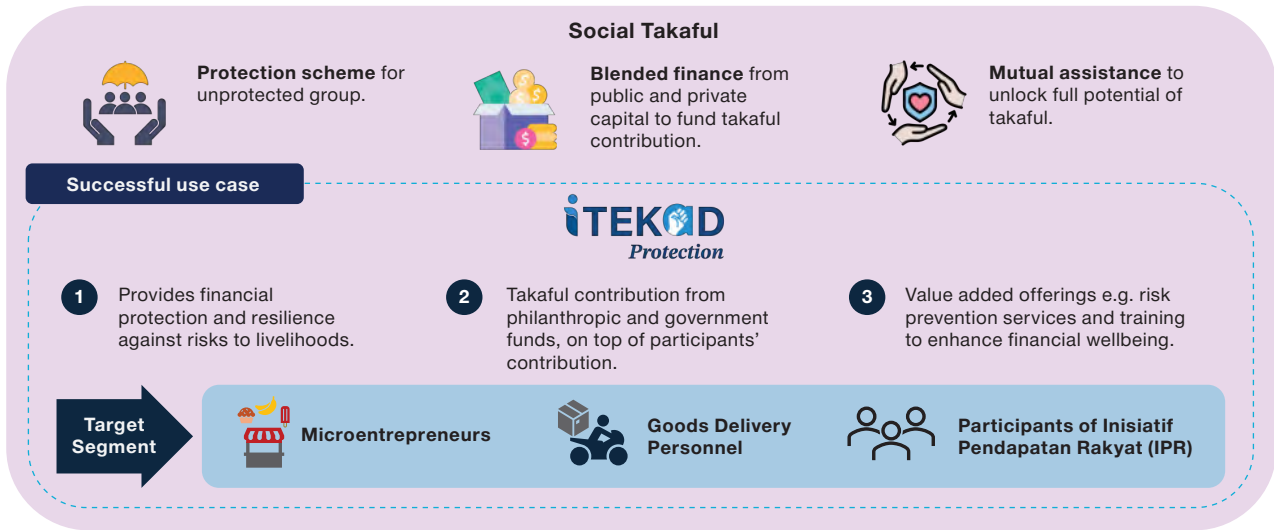 Social Takaful
Protection scheme for
unprotected group.
Blended finance from
public and private
capital to fund takaful
contribution.
Mutual assistance to
unlock full potential of
takaful.
Successful use case
iTEKAD
Protection
1
Provides financial
protection and resilience
against risks to livelihoods.
2
Takaful contribution from
philanthropic and government
funds, on top of participants’
contribution.
3
Value added offerings e.g. risk
prevention services and training
to enhance financial wellbeing.
Target
Segment
Microentrepreneurs
Goods Delivery
Personnel
Participants of Inisiatif
Pendapatan Rakyat (IPR)